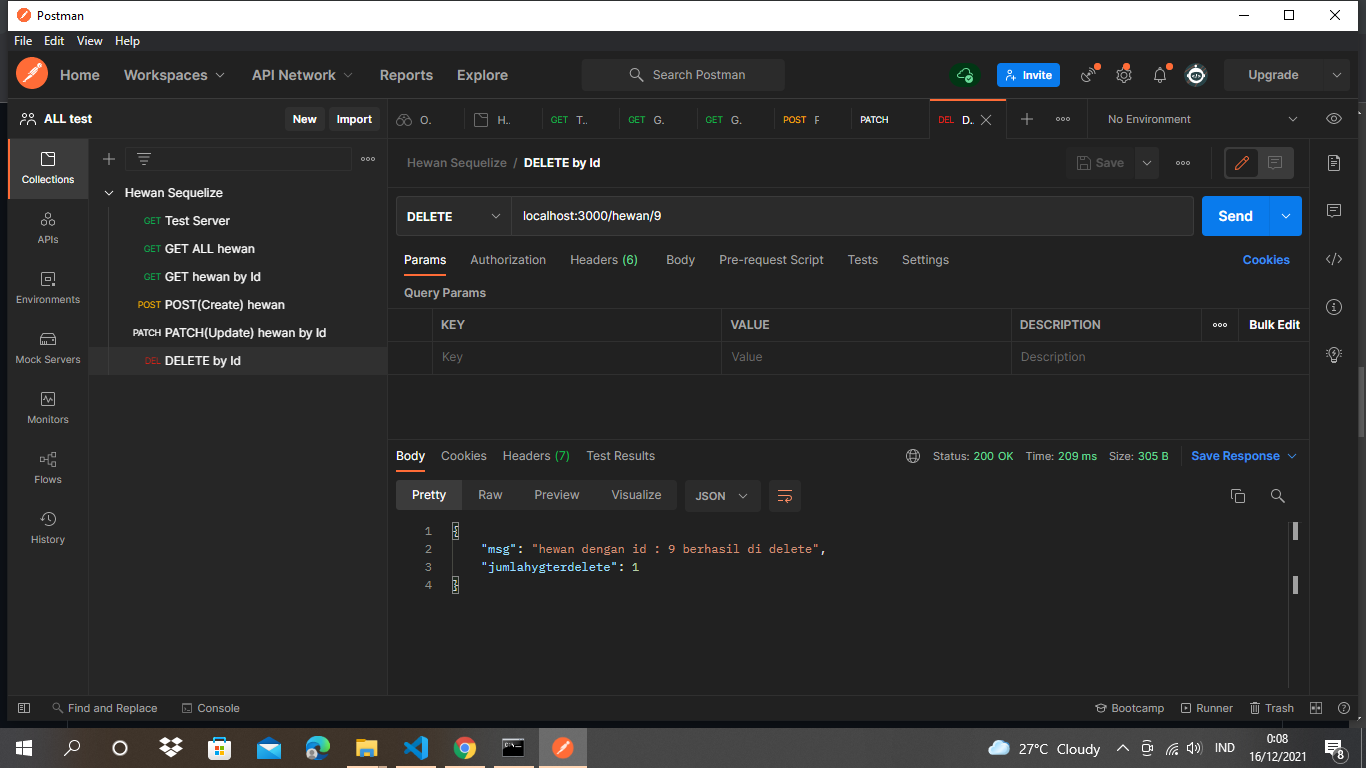 Postman
File Edit View Help
Home Workspaces API Network Reports Explore Search Postman Invite Upgrade
ALL test New Import O. H. GET T. GET G. GET G. POST F PATCH DEL D. No Environment
Collections
APIs
Environments
Mock Servers
Monitors
Flows
History
Hewan Sequelize
GET Test Server
GET GET ALL hewan
GET GET hewan by Id
POST POST(Create) hewan
PATCH PATCH(Update) hewan by Id
DEL DELETE by Id
Hewan Sequelize / DELETE by Id Save
DELETE localhost:3000/hewan/9 Send
Params Authorization Headers (6) Body Pre-request Script Tests Settings Cookies
Query Params
KEY VALUE DESCRIPTION Bulk Edit
Key Value Description
Body Cookies Headers (7) Test Results Status: 200 OK Time: 209 ms Size: 305 B Save Response
Pretty Raw Preview Visualize JSON
1 {
2 "msg": "hewan dengan id : 9 berhasil di delete",
3 "jumlahygterdelete": 1
4 }
Find and Replace Console Bootcamp Runner Trash
27°C Cloudy IND 0:08
16/12/2021 8